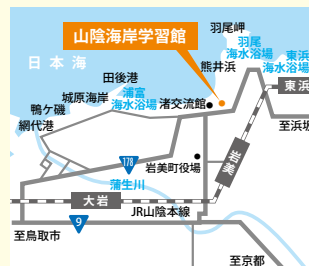 山陰海岸学習館
羽尾岬
日本海
羽尾
海水浴場
東浜
海水浴場
熊井浜
東浜
田後港
城原海岸
浦富
海水浴場
渚交流館
鴨ケ磯
網代港
至浜坂
178
岩美町役場
岩美
蒲生川
大岩
JR山陰本線
9
至鳥取市
至京都